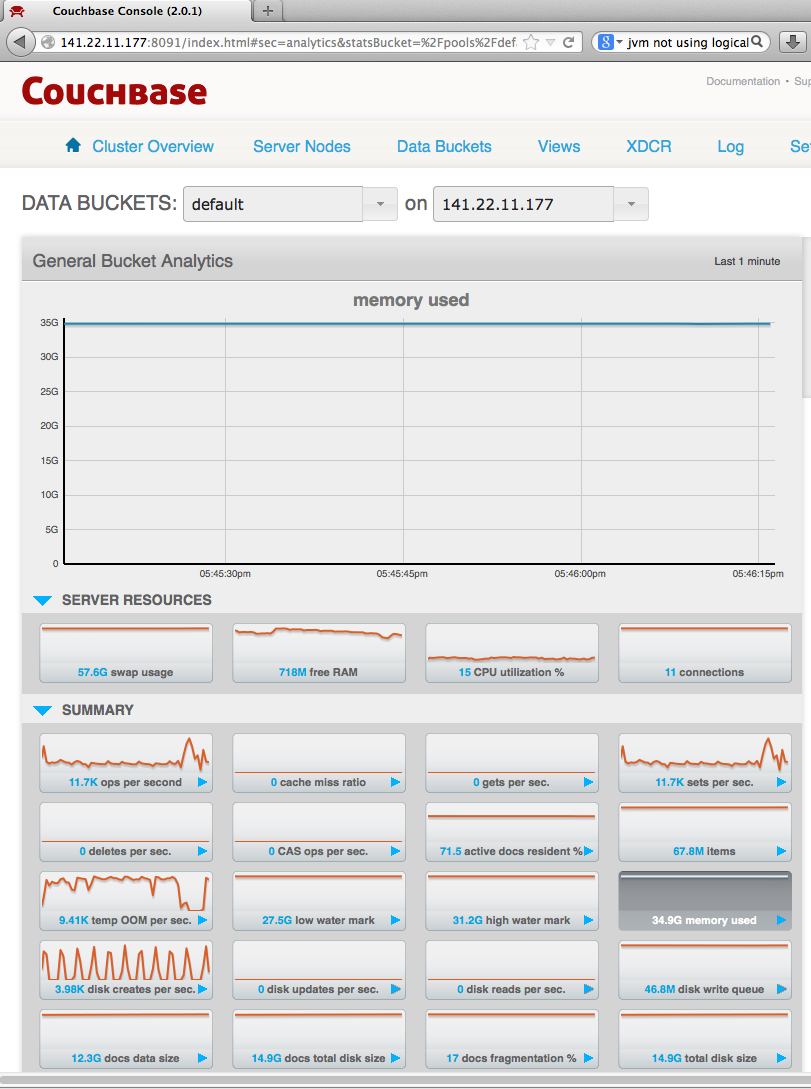 Couchbase Console (2.0.1)
141.22.11.177:8091/index.html#sec=analytics&statsBucket=%2Fpools%2Fdef
jvm not using logical
COUCHBASE
Documentation • Sup
Cluster Overview Server Nodes Data Buckets Views XDCR Log Se
DATA BUCKETS: default on 141.22.11.177
General Bucket Analytics Last 1 minute
memory used
35G
30G
25G
20G
15G
10G
5G
0
05:45:30pm 05:45:45pm 05:46:00pm 05:46:15pm
SERVER RESOURCES
57.6G swap usage 718M free RAM 15 CPU utilization % 11 connections
SUMMARY
11.7K ops per second 0 cache miss ratio 0 gets per sec. 11.7K sets per sec.
0 deletes per sec. 0 CAS ops per sec. 71.5 active docs resident % 67.8M items
9.41K temp OOM per sec. 27.5G low water mark 31.2G high water mark 34.9G memory used
3.98K disk creates per sec. 0 disk updates per sec. 0 disk reads per sec. 46.8M disk write queue
12.3G docs data size 14.9G docs total disk size 17 docs fragmentation % 14.9G total disk size